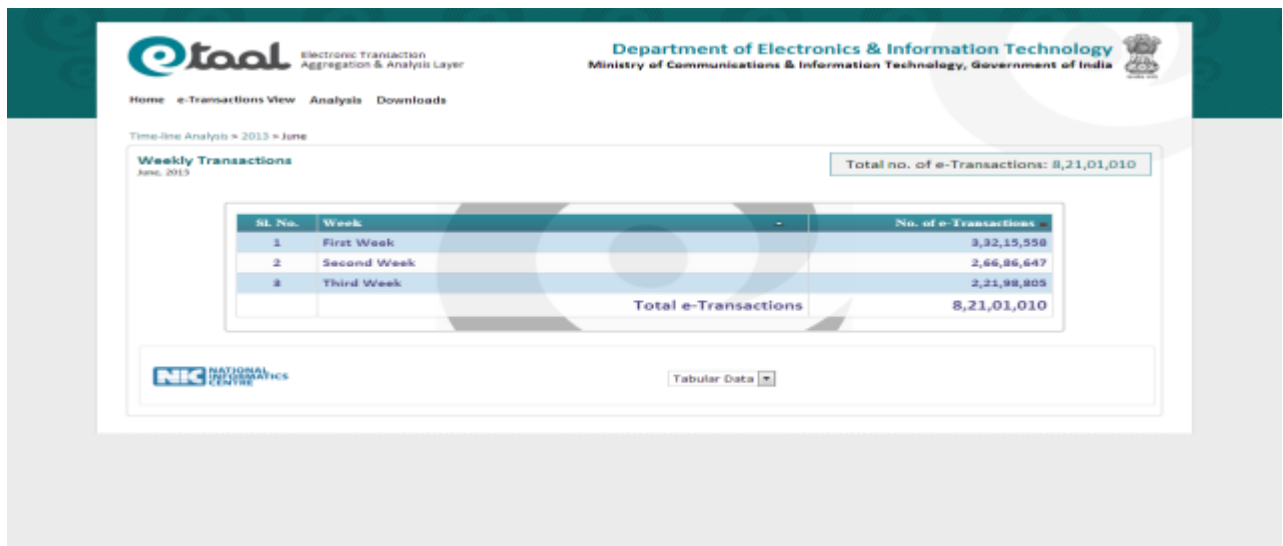 etaal Electronic Transaction
Aggregation & Analysis Layer
Department of Electronics & Information Technology
Ministry of Communications & Information Technology, Government of India
Home e-Transactions View Analysis Downloads
Time-line Analysis » 2013 » June
Weekly Transactions
June, 2013
Total no. of e-Transactions: 8,21,01,010
Sl. No. Week No. of e-Transactions
1 First Week 3,32,15,558
2 Second Week 2,66,86,647
3 Third Week 2,21,98,805
Total e-Transactions 8,21,01,010
NIC NATIONAL
INFORMATICS
CENTRE
Tabular Data